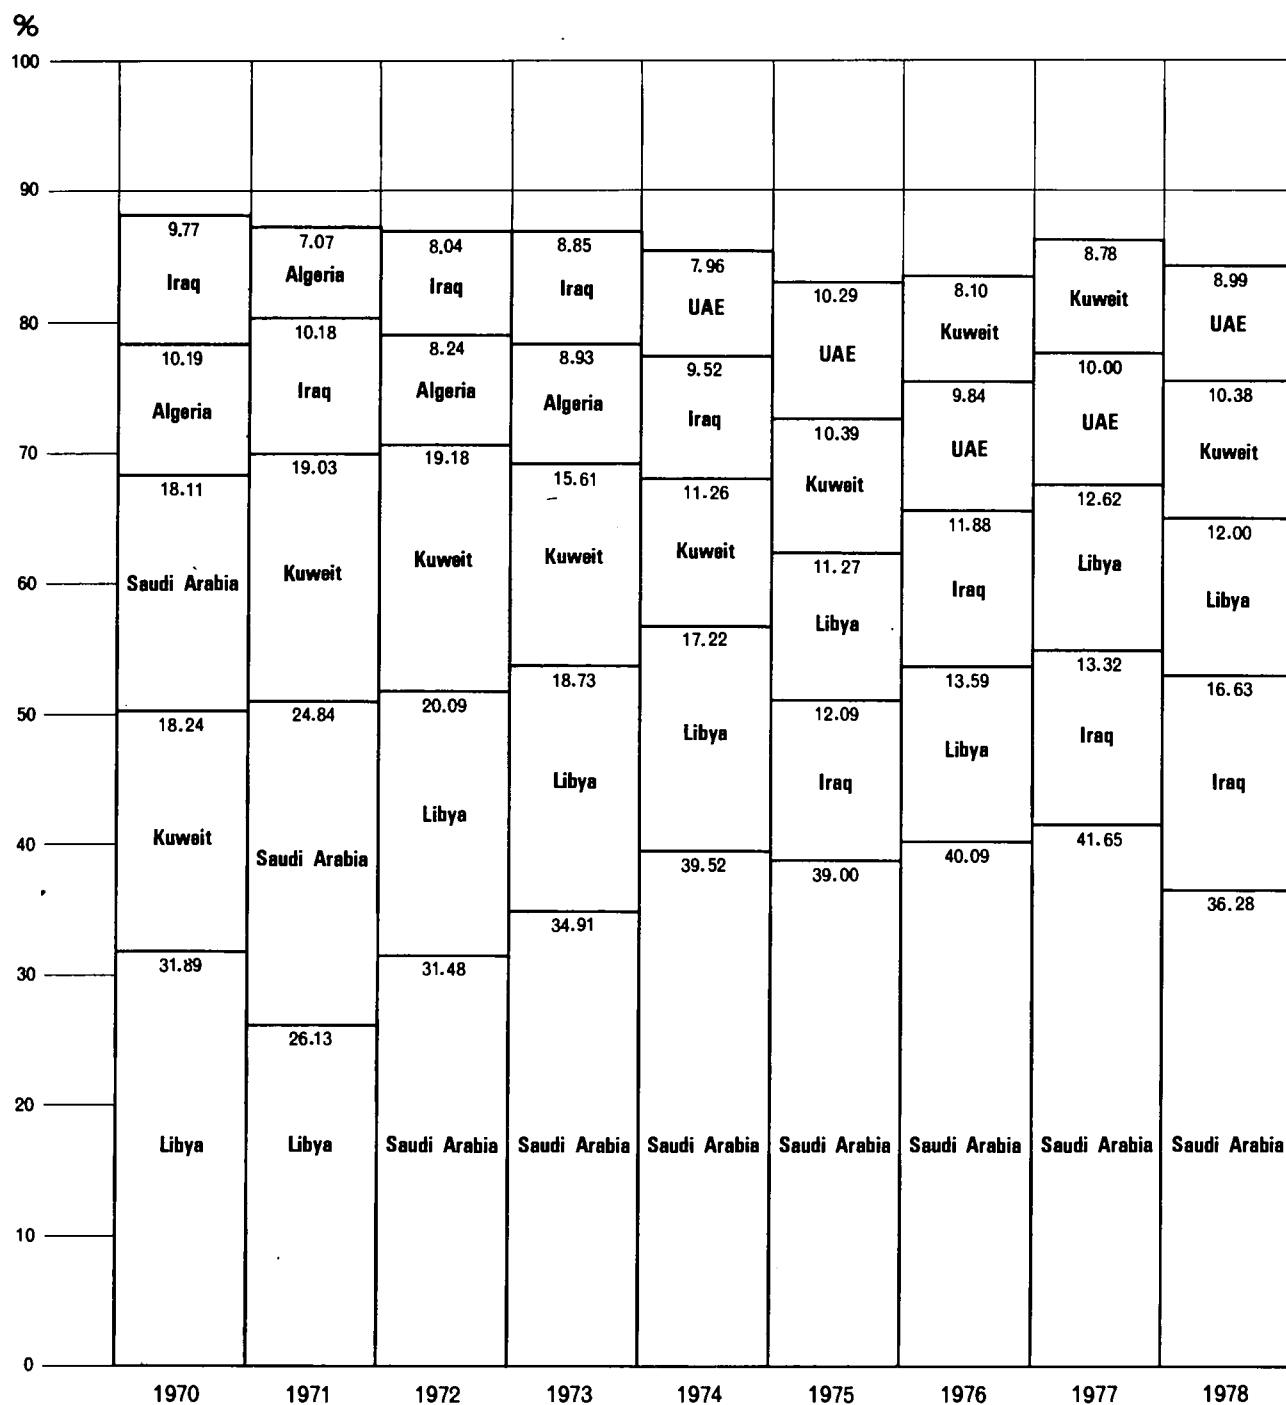 %
100
90
80
70
60
50
40
30
20
10
0
9.77
Iraq
10.19
Algeria
18.11
Saudi Arabia
18.24
Kuweit
31.89
Libya
1970
7.07
Algeria
10.18
Iraq
19.03
Kuweit
24.84
Saudi Arabia
26.13
Libya
1971
8.04
Iraq
8.24
Algeria
19.18
Kuweit
20.09
Libya
31.48
Saudi Arabia
1972
8.85
Iraq
8.93
Algeria
15.61
Kuweit
18.73
Libya
34.91
Saudi Arabia
1973
7.96
UAE
9.52
Iraq
11.26
Kuweit
17.22
Libya
39.52
Saudi Arabia
1974
10.29
UAE
10.39
Kuweit
11.27
Libya
12.09
Iraq
39.00
Saudi Arabia
1975
8.10
Kuweit
9.84
UAE
11.88
Iraq
13.59
Libya
40.09
Saudi Arabia
1976
8.78
Kuweit
10.00
UAE
12.62
Libya
13.32
Iraq
41.65
Saudi Arabia
1977
8.99
UAE
10.38
Kuweit
12.00
Libya
16.63
Iraq
36.28
Saudi Arabia
1978